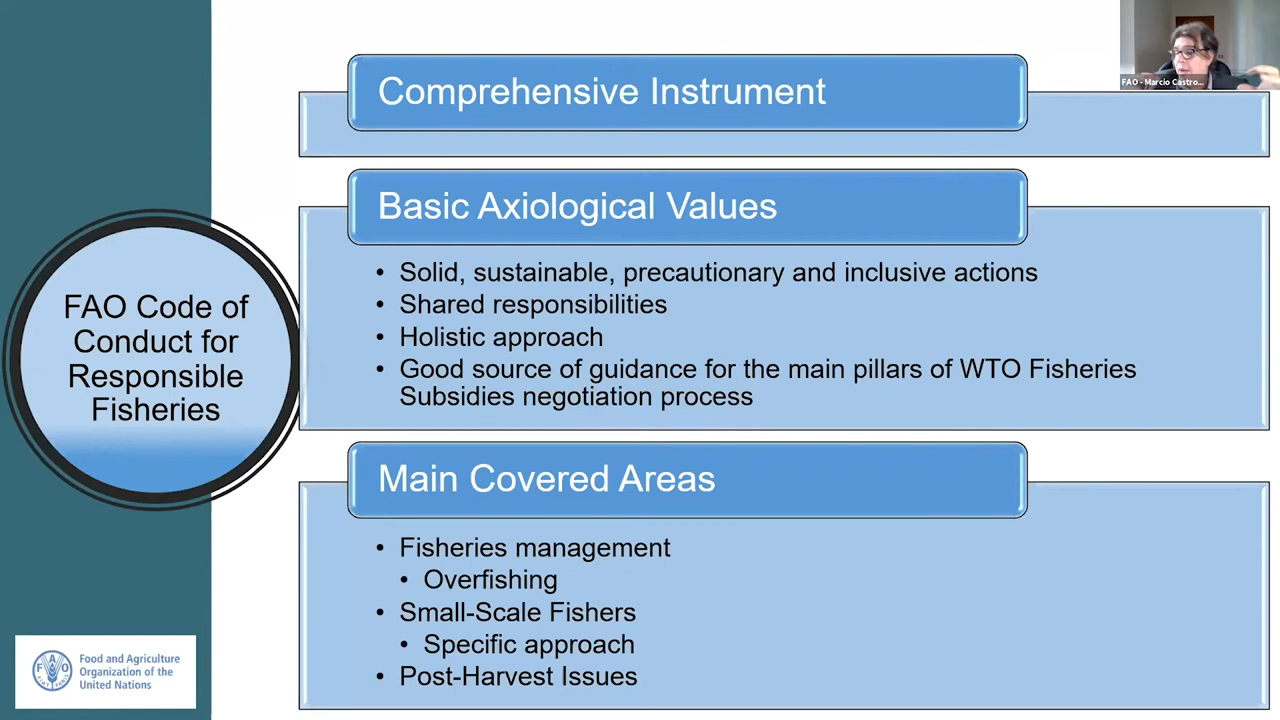 FAO - Marcio Castro...
Comprehensive Instrument
Basic Axiological Values
• Solid, sustainable, precautionary and inclusive actions
• Shared responsibilities
• Holistic approach
• Good source of guidance for the main pillars of WTO Fisheries
Subsidies negotiation process
Main Covered Areas
• Fisheries management
• Overfishing
• Small-Scale Fishers
• Specific approach
• Post-Harvest Issues
FAO Code of
Conduct for
Responsible
Fisheries
Food and Agriculture
Organization of the
United Nations